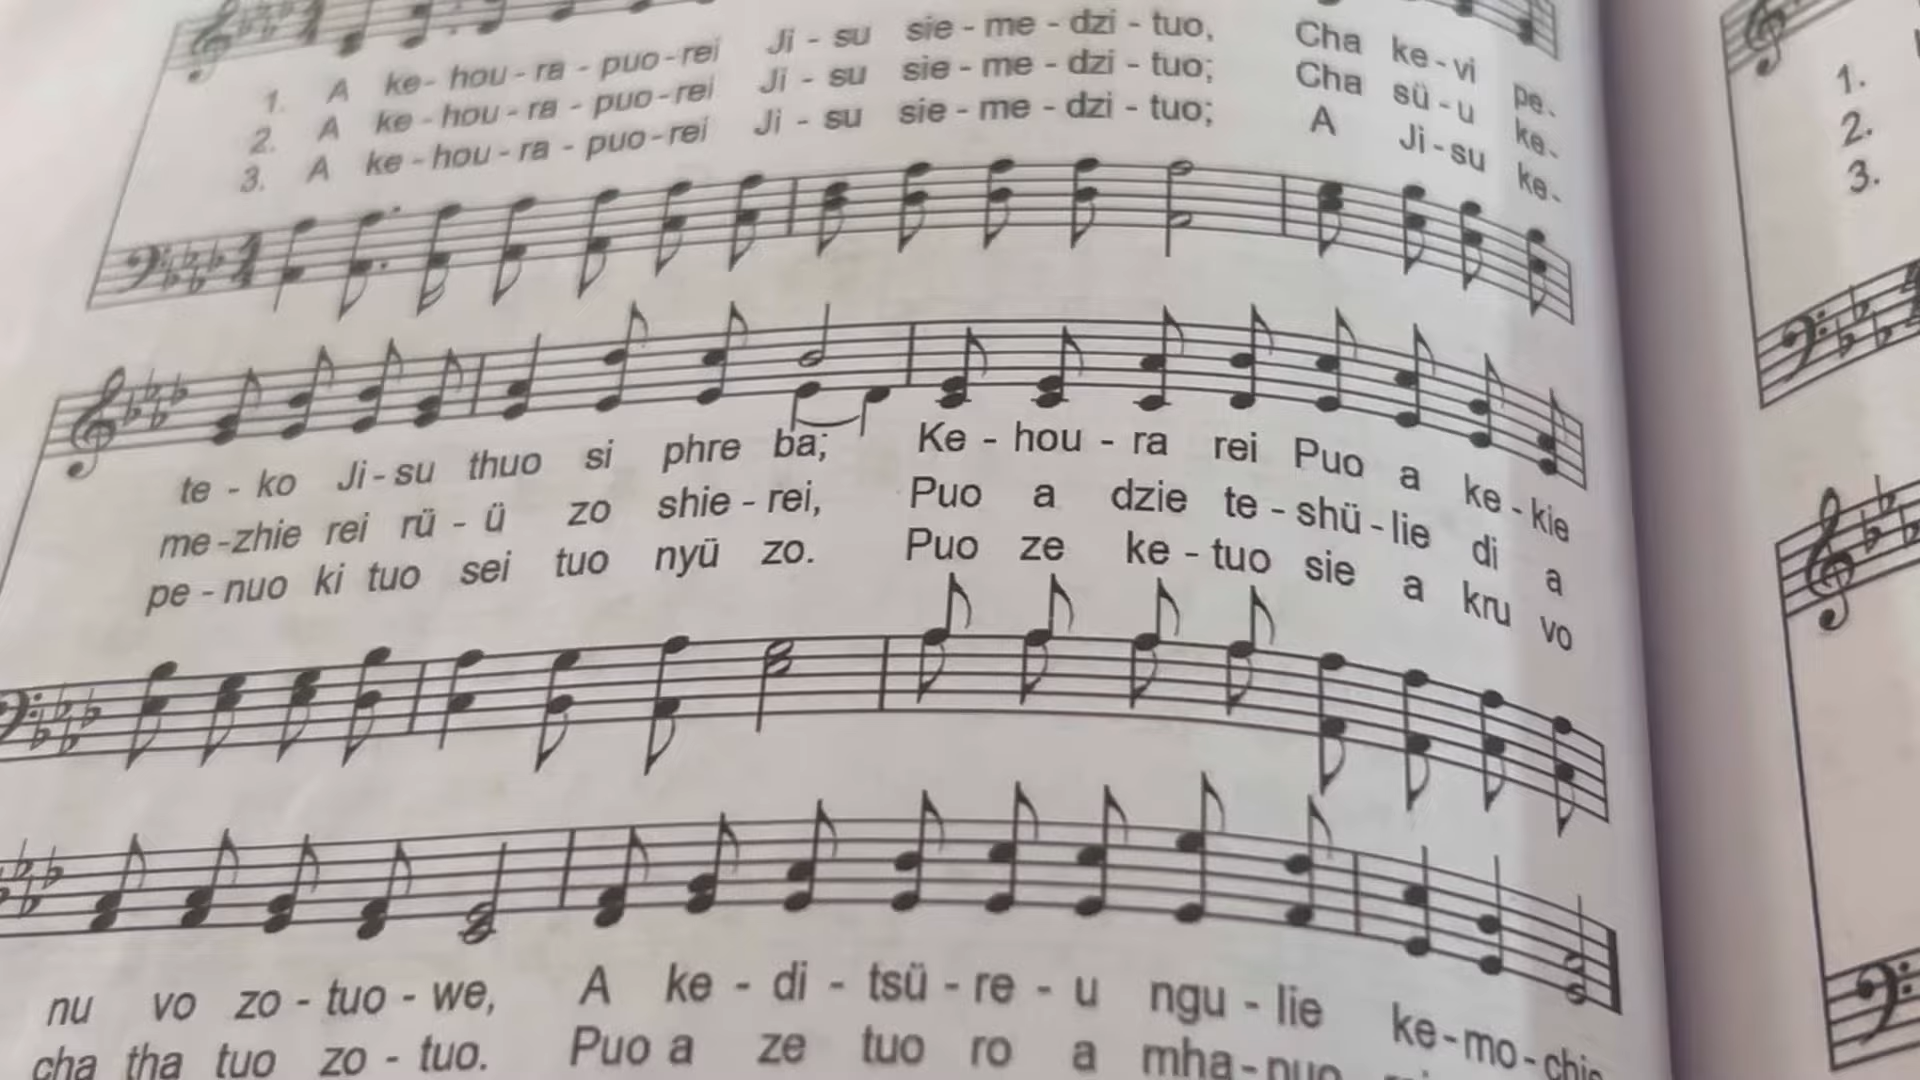 1. A ke-hou-ra-puo-rei Ji-su sie-me-dzi-tuo, Cha ke-vi pe-
2. A ke-hou-ra-puo-rei Ji-su sie-me-dzi-tuo; Cha sü-u ke-
3. A ke-hou-ra-puo-rei Ji-su sie-me-dzi-tuo; A Ji-su ke-
te-ko Ji-su thuo si phre ba; Ke-hou-ra rei Puo a ke-kie
me-zhie rei rü-ü zo shie-rei, Puo a dzie te-shü-lie di a
pe-nuo ki tuo sei tuo nyü zo. Puo ze ke-tuo sie a kru vo
nu vo zo-tuo-we, A ke-di-tsü-re-u ngu-lie ke-mo-chie
cha tha tuo zo-tuo. Puo a ze tuo ro a mha-nuo
1.
2.
3.